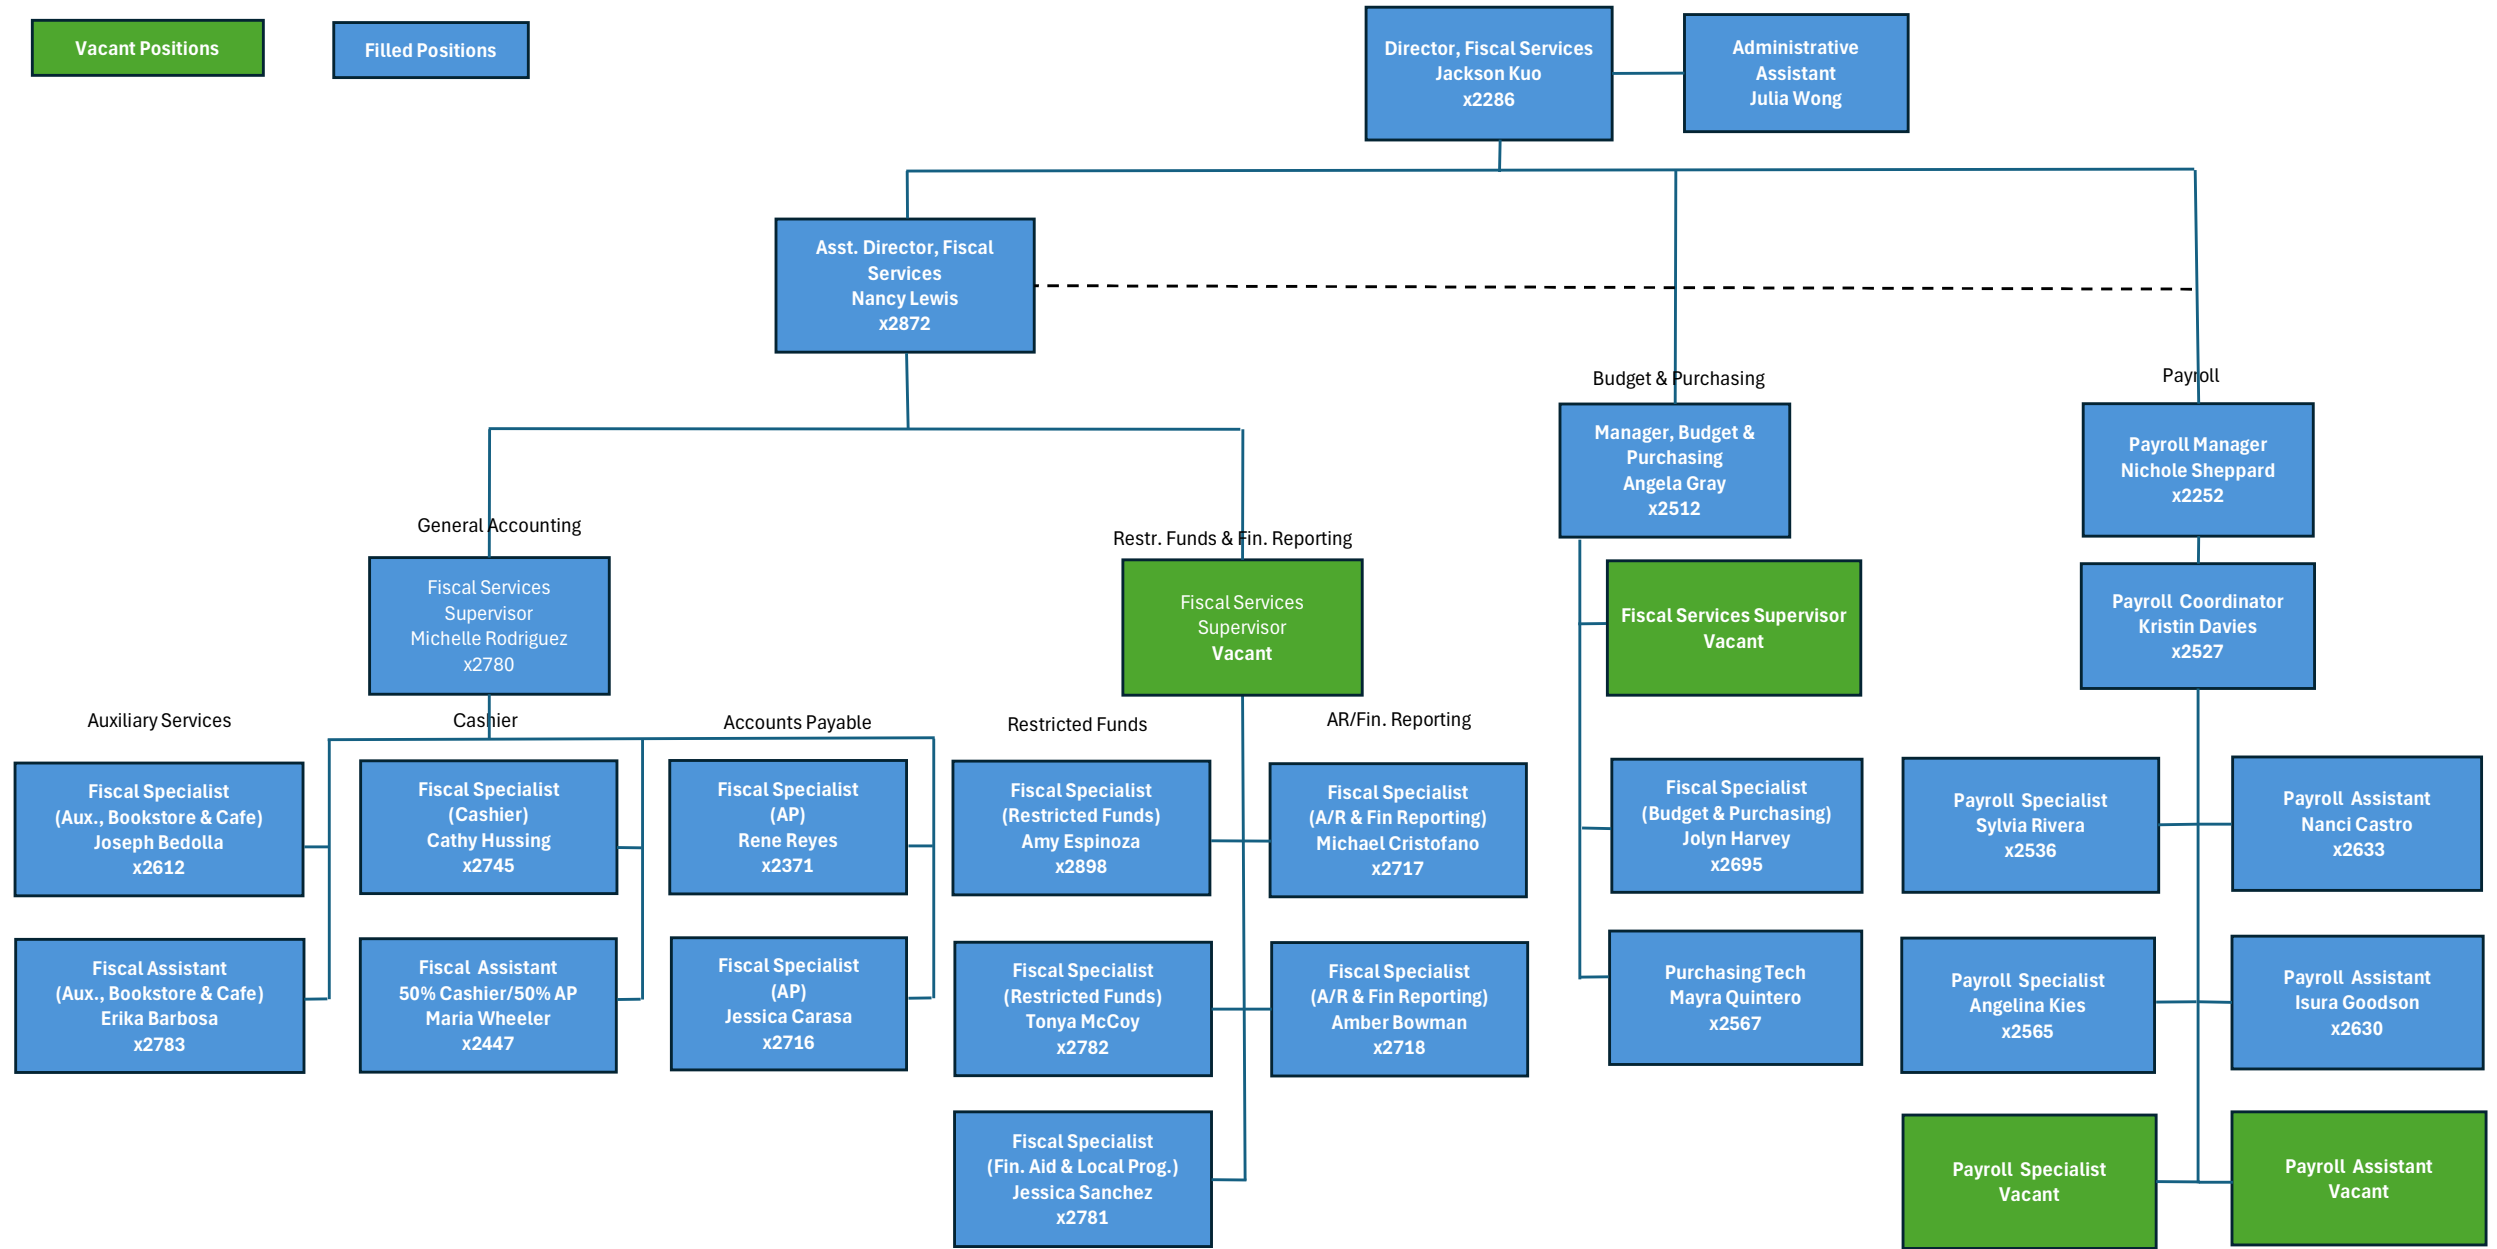 Vacant Positions
Filled Positions
Director, Fiscal Services
Jackson Kuo
x2286
Administrative
Assistant
Julia Wong
Asst. Director, Fiscal
Services
Nancy Lewis
x2872
Budget & Purchasing
Payroll
Manager, Budget &
Purchasing
Angela Gray
x2512
Payroll Manager
Nichole Sheppard
x2252
General Accounting
Restr. Funds & Fin. Reporting
Fiscal Services
Supervisor
Michelle Rodriguez
x2780
Fiscal Services
Supervisor
Vacant
Fiscal Services Supervisor
Vacant
Payroll Coordinator
Kristin Davies
x2527
Auxiliary Services
Cashier
Accounts Payable
Restricted Funds
AR/Fin. Reporting
Fiscal Specialist
(Aux., Bookstore & Cafe)
Joseph Bedolla
x2612
Fiscal Specialist
(Cashier)
Cathy Hussing
x2745
Fiscal Specialist
(AP)
Rene Reyes
x2371
Fiscal Specialist
(Restricted Funds)
Amy Espinoza
x2898
Fiscal Specialist
(A/R & Fin Reporting)
Michael Cristofano
x2717
Fiscal Specialist
(Budget & Purchasing)
Jolyn Harvey
x2695
Payroll Specialist
Sylvia Rivera
x2536
Payroll Assistant
Nanci Castro
x2633
Fiscal Assistant
(Aux., Bookstore & Cafe)
Erika Barbosa
x2783
Fiscal Assistant
50% Cashier/50% AP
Maria Wheeler
x2447
Fiscal Specialist
(AP)
Jessica Carasa
x2716
Fiscal Specialist
(Restricted Funds)
Tonya McCoy
x2782
Fiscal Specialist
(A/R & Fin Reporting)
Amber Bowman
x2718
Purchasing Tech
Mayra Quintero
x2567
Payroll Specialist
Angelina Kies
x2565
Payroll Assistant
Isura Goodson
x2630
Fiscal Specialist
(Fin. Aid & Local Prog.)
Jessica Sanchez
x2781
Payroll Specialist
Vacant
Payroll Assistant
Vacant